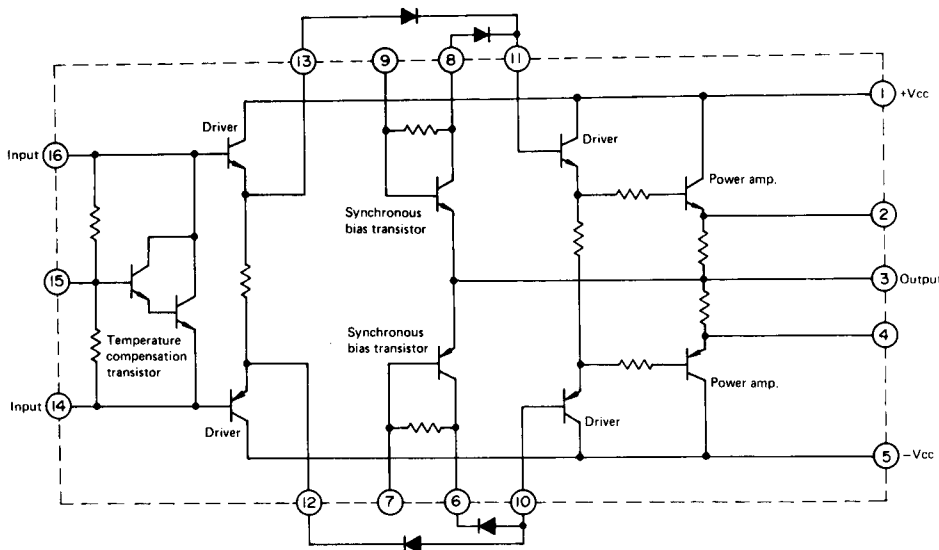 13
9
8
11
1 +Vcc
Driver
Driver
Input 16
Power amp.
Synchronous
bias transistor
2
15
3 Output
Synchronous
bias transistor
4
Temperature
compensation
transistor
Power amp.
Input 14
Driver
Driver
5 −Vcc
12
7
6
10